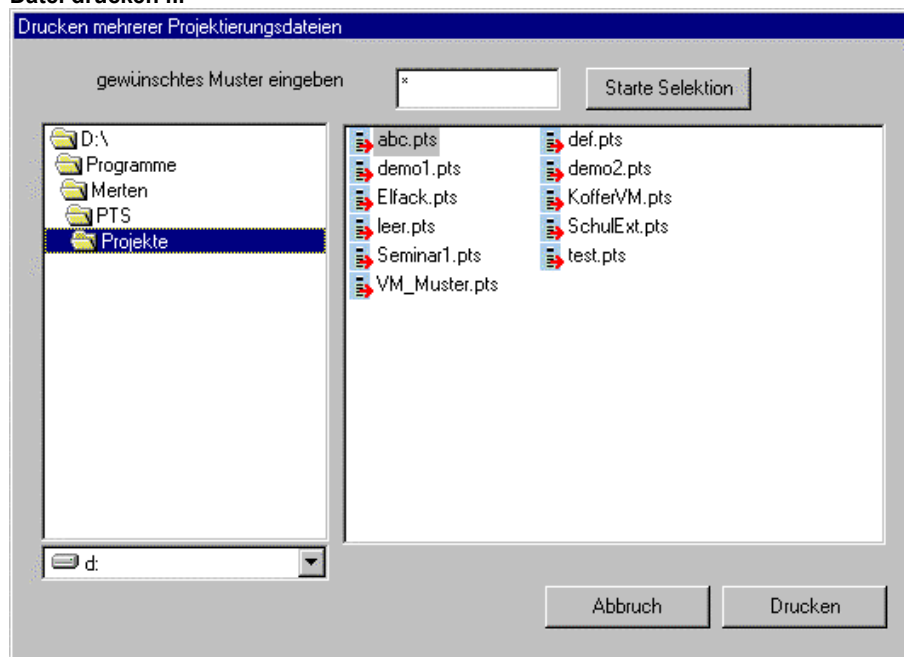 Datei drucken ...
Drucken mehrerer Projektierungsdateien
gewünschtes Muster eingeben * Starte Selektion
D:\
Programme
Merten
PTS
Projekte
abc.pts def.pts
demo1.pts demo2.pts
Elfack.pts KofferVM.pts
leer.pts SchulExt.pts
Seminar1.pts test.pts
VM_Muster.pts
d:
Abbruch Drucken